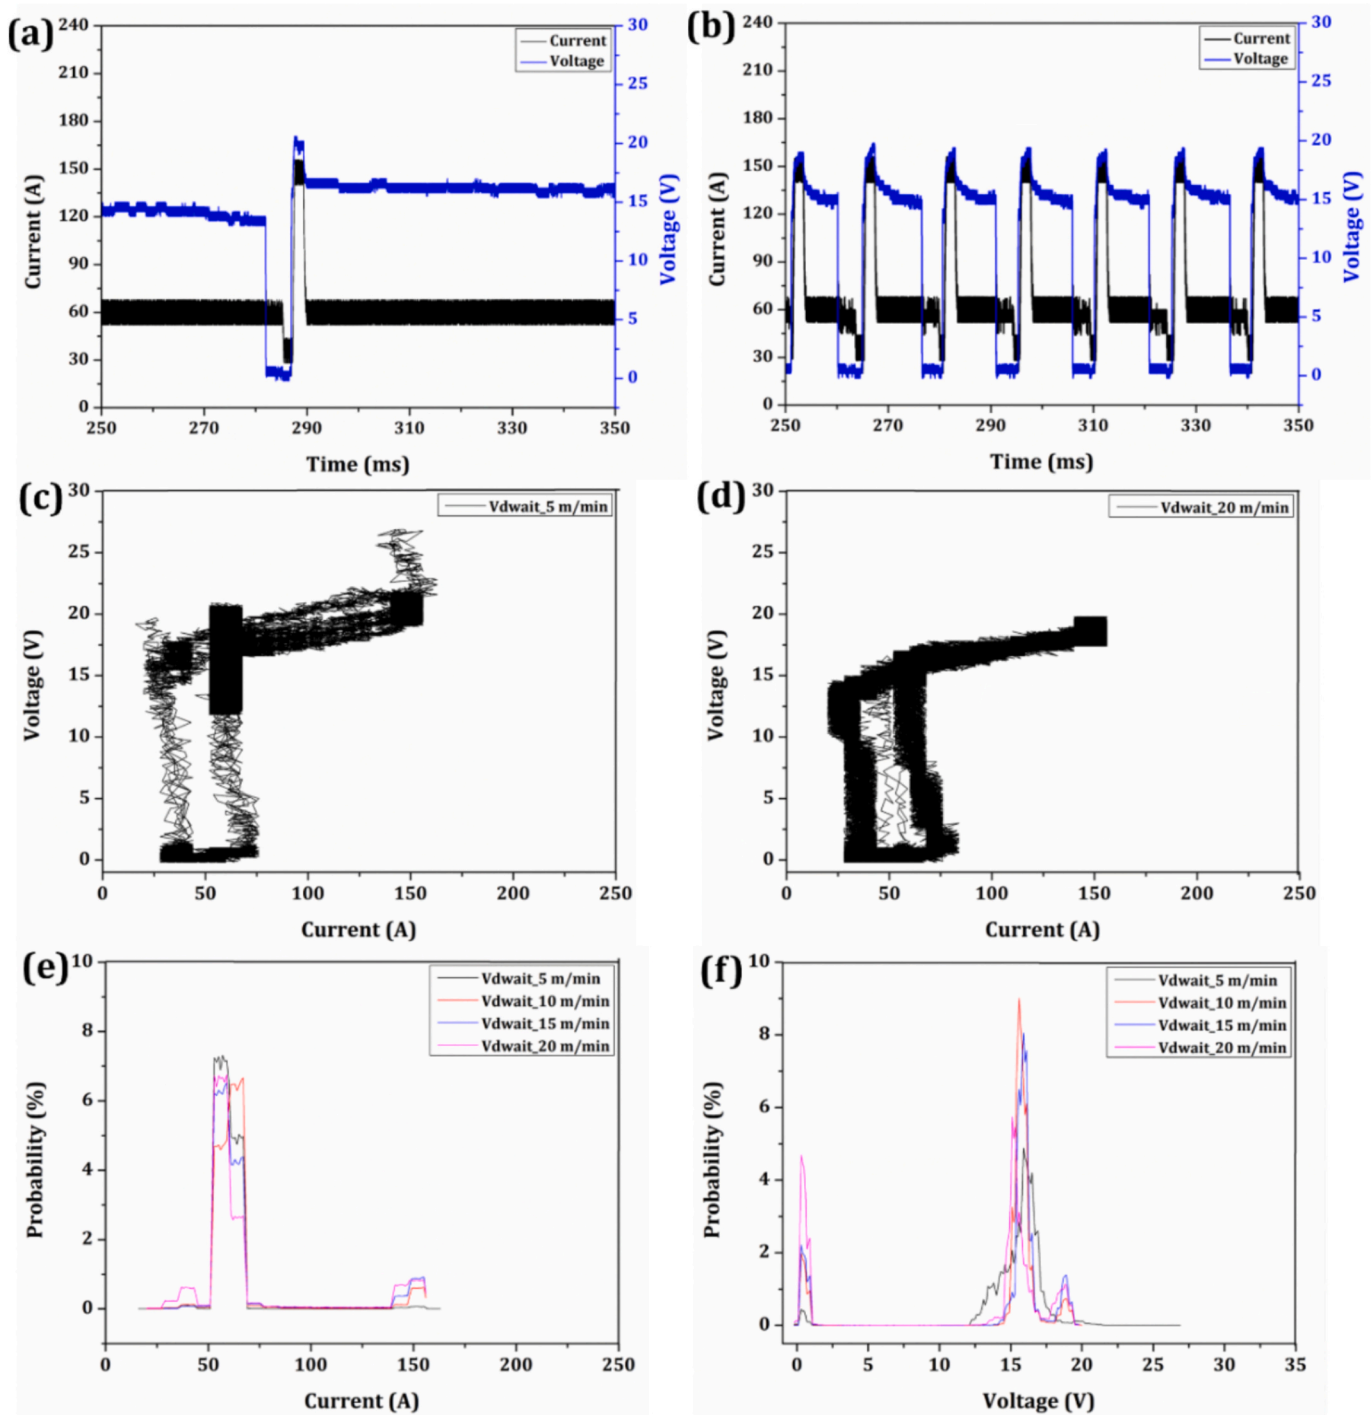 (a)
240
210
180
150
120
90
60
30
0
Current (A)
250
270
290
310
330
350
Time (ms)
30
25
20
15
10
5
0
Voltage (V)
Current
Voltage
(b)
240
210
180
150
120
90
60
30
0
Current (A)
250
270
290
310
330
350
Time (ms)
30
25
20
15
10
5
0
Voltage (V)
Current
Voltage
(c)
30
25
20
15
10
5
0
Voltage (V)
0
50
100
150
200
250
Current (A)
Vdwait_5 m/min
(d)
30
25
20
15
10
5
0
Voltage (V)
0
50
100
150
200
250
Current (A)
Vdwait_20 m/min
(e)
10
8
6
4
2
0
Probability (%)
0
50
100
150
200
250
Current (A)
Vdwait_5 m/min
Vdwait_10 m/min
Vdwait_15 m/min
Vdwait_20 m/min
(f)
10
8
6
4
2
0
Probability (%)
0
5
10
15
20
25
30
35
Voltage (V)
Vdwait_5 m/min
Vdwait_10 m/min
Vdwait_15 m/min
Vdwait_20 m/min